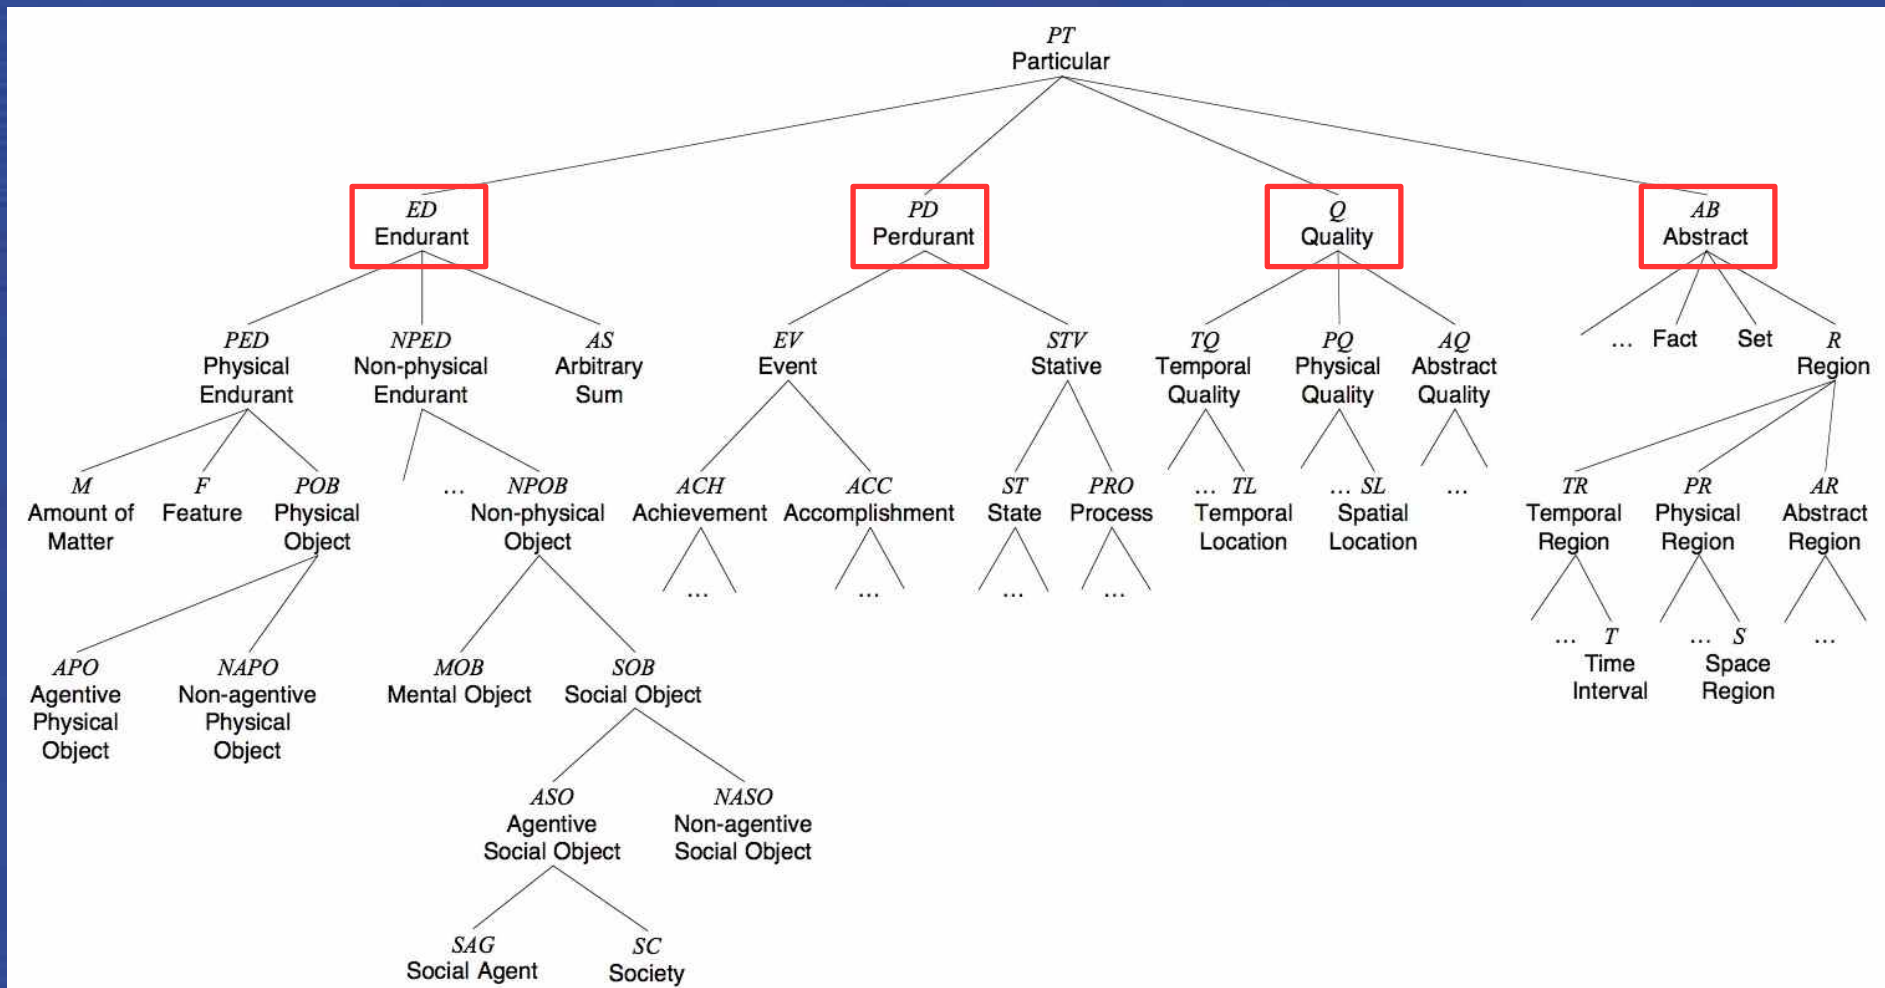 PT
Particular
ED
Endurant
PD
Perdurant
Q
Quality
AB
Abstract
PED
Physical
Endurant
NPED
Non-physical
Endurant
AS
Arbitrary
Sum
EV
Event
STV
Stative
TQ
Temporal
Quality
PQ
Physical
Quality
AQ
Abstract
Quality
... Fact
Set
R
Region
M
Amount of
Matter
F
Feature
POB
Physical
Object
... NPOB
Non-physical
Object
ACH
Achievement
...
ACC
Accomplishment
...
ST
State
...
PRO
Process
...
... TL
Temporal
Location
... SL
Spatial
Location
...
TR
Temporal
Region
PR
Physical
Region
AR
Abstract
Region
... T
Time
Interval
... S
Space
Region
...
APO
Agentive
Physical
Object
NAPO
Non-agentive
Physical
Object
MOB
Mental Object
SOB
Social Object
ASO
Agentive
Social Object
NASO
Non-agentive
Social Object
SAG
Social Agent
SC
Society